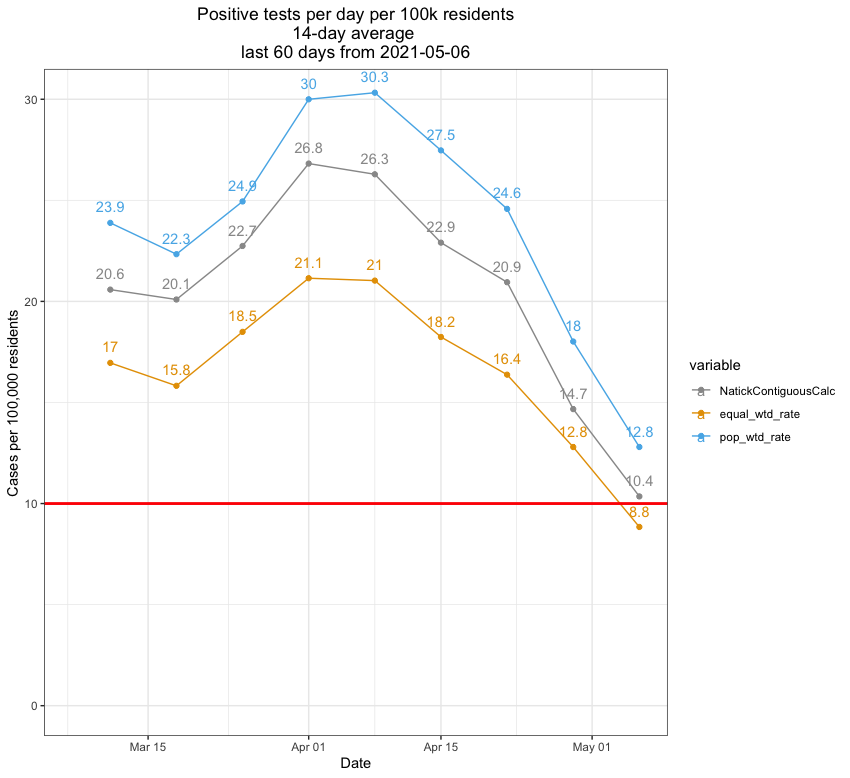 Positive tests per day per 100k residents
14-day average
last 60 days from 2021-05-06
Cases per 100,000 residents
30
20
10
0
23.9
22.3
24.9
30
30.3
27.5
24.6
18
12.8
20.6
20.1
22.7
26.8
26.3
22.9
20.9
14.7
10.4
17
15.8
18.5
21.1
21
18.2
16.4
12.8
8.8
Mar 15
Apr 01
Apr 15
May 01
Date
variable
a NatickContiguousCalc
a equal_wtd_rate
a pop_wtd_rate